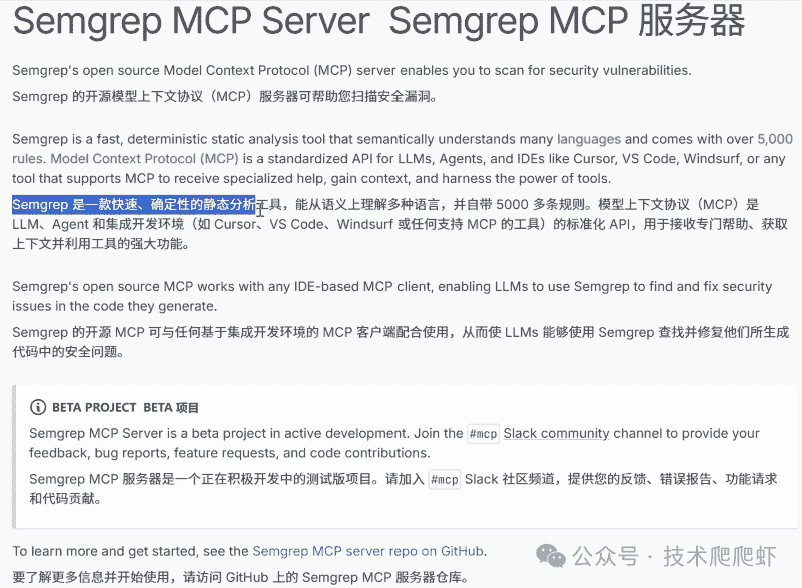 Semgrep MCP Server  Semgrep MCP 服务器
Semgrep's open source Model Context Protocol (MCP) server enables you to scan for security vulnerabilities.
Semgrep 的开源模型上下文协议（MCP）服务器可帮助您扫描安全漏洞。
Semgrep is a fast, deterministic static analysis tool that semantically understands many languages and comes with over 5,000
rules. Model Context Protocol (MCP) is a standardized API for LLMs, Agents, and IDEs like Cursor, VS Code, Windsurf, or any
tool that supports MCP to receive specialized help, gain context, and harness the power of tools.
Semgrep 是一款快速、确定性的静态分析工具，能从语义上理解多种语言，并自带 5000 多条规则。模型上下文协议（MCP）是
LLM、Agent 和集成开发环境（如 Cursor、VS Code、Windsurf 或任何支持 MCP 的工具）的标准化 API，用于接收专门帮助、获取
上下文并利用工具的强大功能。
Semgrep's open source MCP works with any IDE-based MCP client, enabling LLMs to use Semgrep to find and fix security
issues in the code they generate.
Semgrep 的开源 MCP 可与任何基于集成开发环境的 MCP 客户端配合使用，从而使 LLMs 能够使用 Semgrep 查找并修复他们所生成
代码中的安全问题。
BETA PROJECT  BETA 项目
Semgrep MCP Server is a beta project in active development. Join the #mcp Slack community channel to provide your
feedback, bug reports, feature requests, and code contributions.
Semgrep MCP 服务器是一个正在积极开发中的测试版项目。请加入 #mcp Slack 社区频道，提供您的反馈、错误报告、功能请求
和代码贡献。
To learn more and get started, see the Semgrep MCP server repo on GitHub.
公众号 · 技术爬爬虾
要了解更多信息并开始使用，请访问 GitHub 上的 Semgrep MCP 服务器仓库。